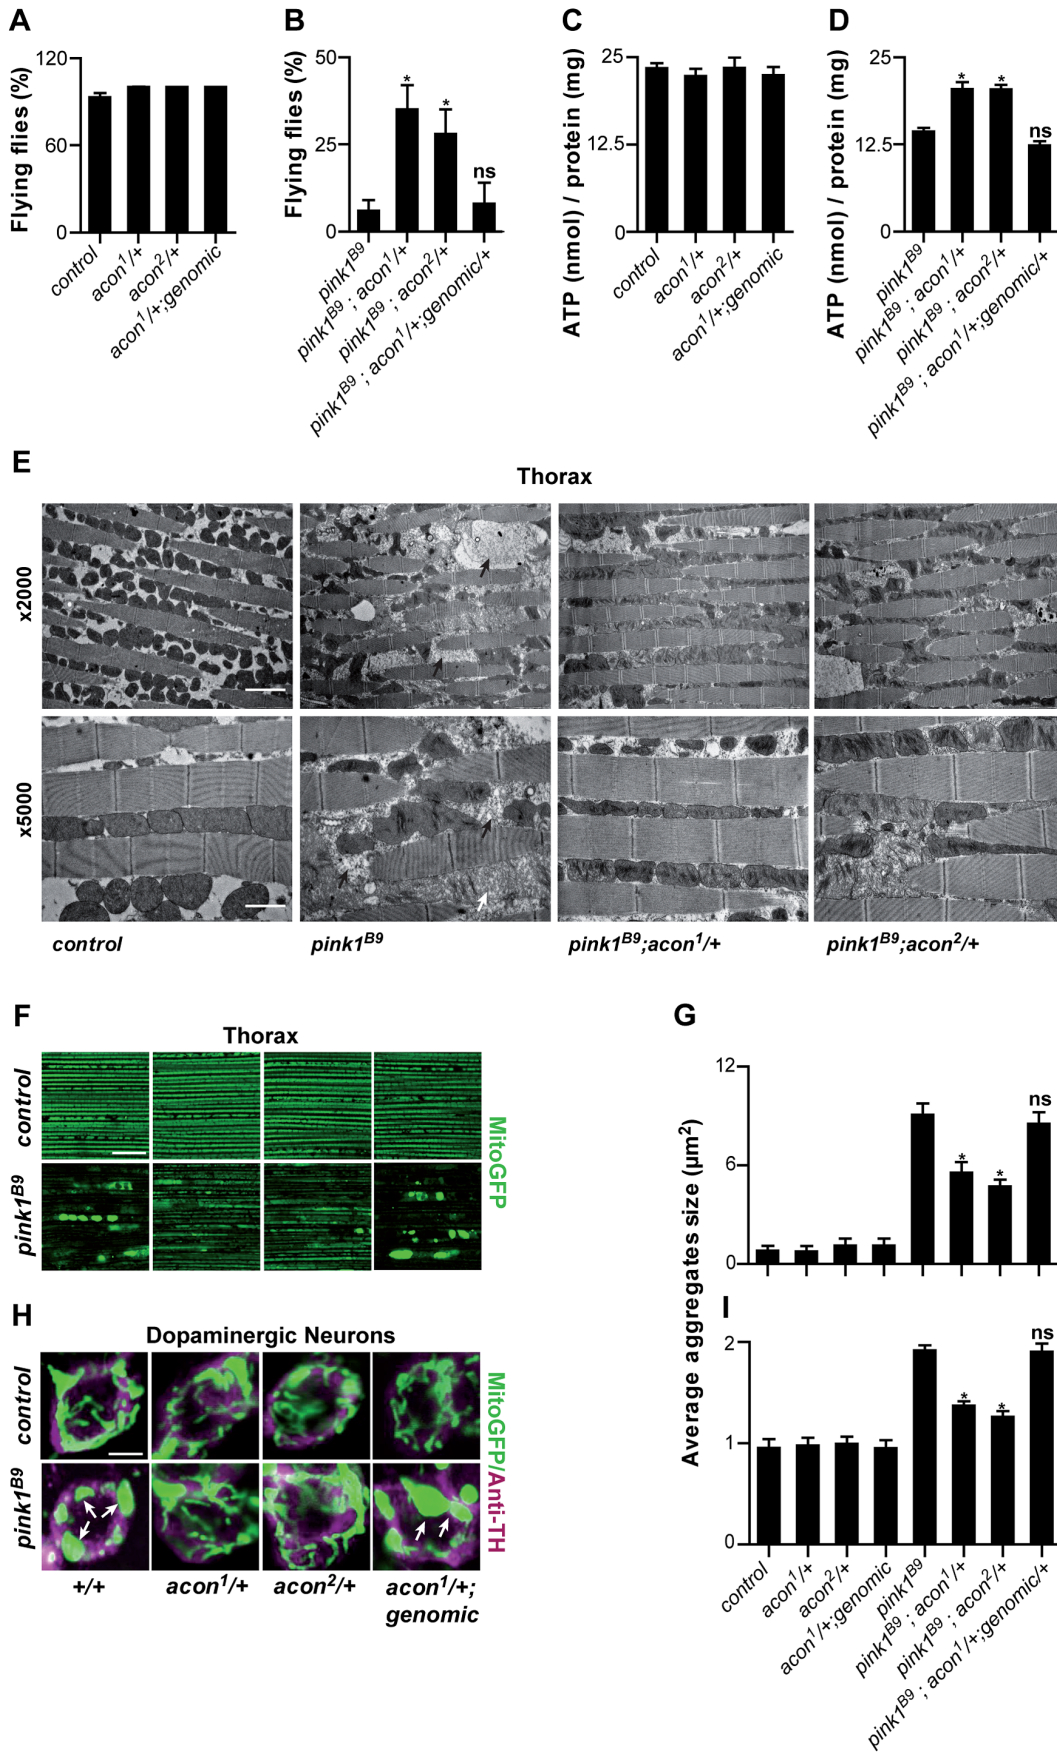 A
Flying flies (%)
120
60
0
control
acon1/+
acon2/+
acon1/+;genomic
B
Flying flies (%)
50
25
0
*
*
ns
pink1B9
pink1B9 ; acon1/+
pink1B9 ; acon2/+
pink1B9 ; acon1/+;genomic/+
C
ATP (nmol) / protein (mg)
25
12.5
0
control
acon1/+
acon2/+
acon1/+;genomic
D
ATP (nmol) / protein (mg)
25
12.5
0
*
*
ns
pink1B9
pink1B9 ; acon1/+
pink1B9 ; acon2/+
pink1B9 ; acon1/+;genomic/+
E
Thorax
x2000
x5000
control
pink1B9
pink1B9;acon1/+
pink1B9;acon2/+
F
Thorax
control
pink1B9
MitoGFP
G
Average aggregates size (µm2)
12
6
0
*
*
ns
H
Dopaminergic Neurons
control
pink1B9
MitoGFP/Anti-TH
+/+
acon1/+
acon2/+
acon1/+;
genomic
I
2
1
0
*
*
ns
control
acon1/+
acon2/+
acon1/+;genomic
pink1B9
pink1B9 ; acon1/+
pink1B9 ; acon2/+
pink1B9 ; acon1/+;genomic/+